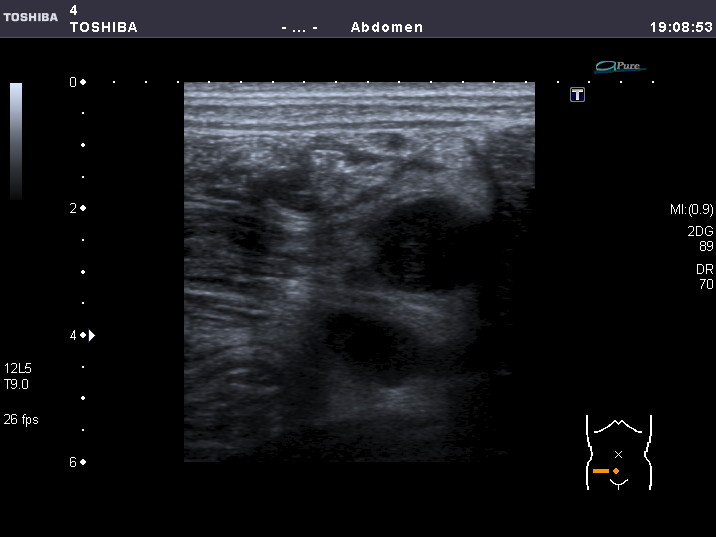 TOSHIBA
4
TOSHIBA
- ... -
Abdomen
19:08:53
Pure
T
0
2
4
6
MI:(0.9)
2DG
89
DR
70
12L5
T9.0
26 fps